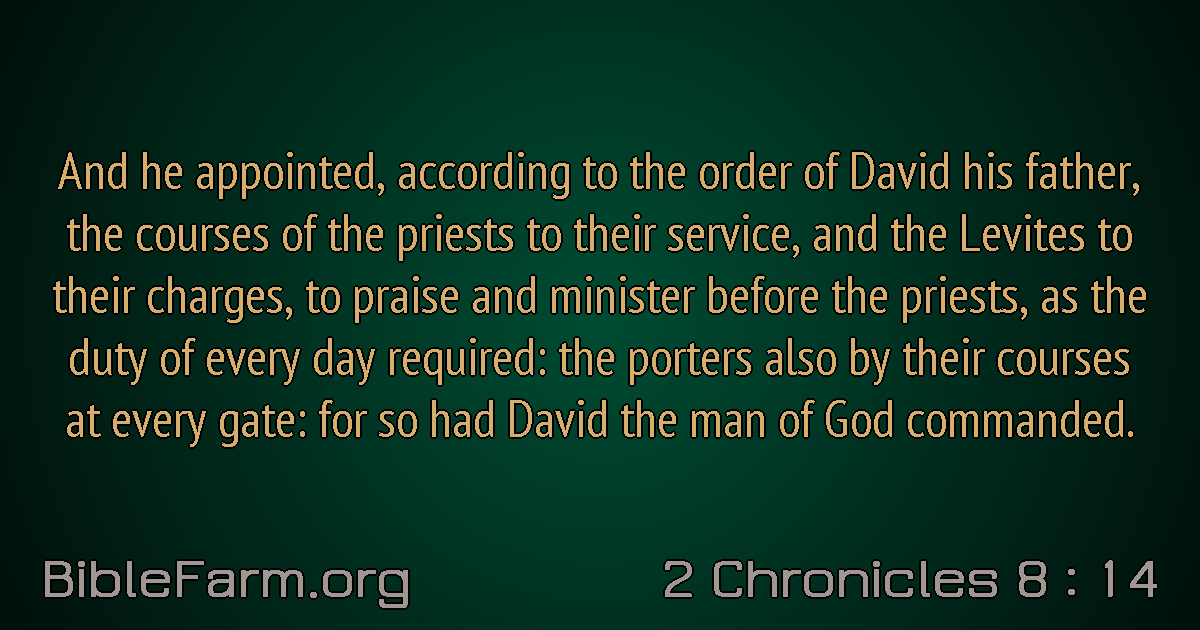 And he appointed, according to the order of David his father,
the courses of the priests to their service, and the Levites to
their charges, to praise and minister before the priests, as the
duty of every day required: the porters also by their courses
at every gate: for so had David the man of God commanded.
BibleFarm.org
2 Chronicles 8 : 14